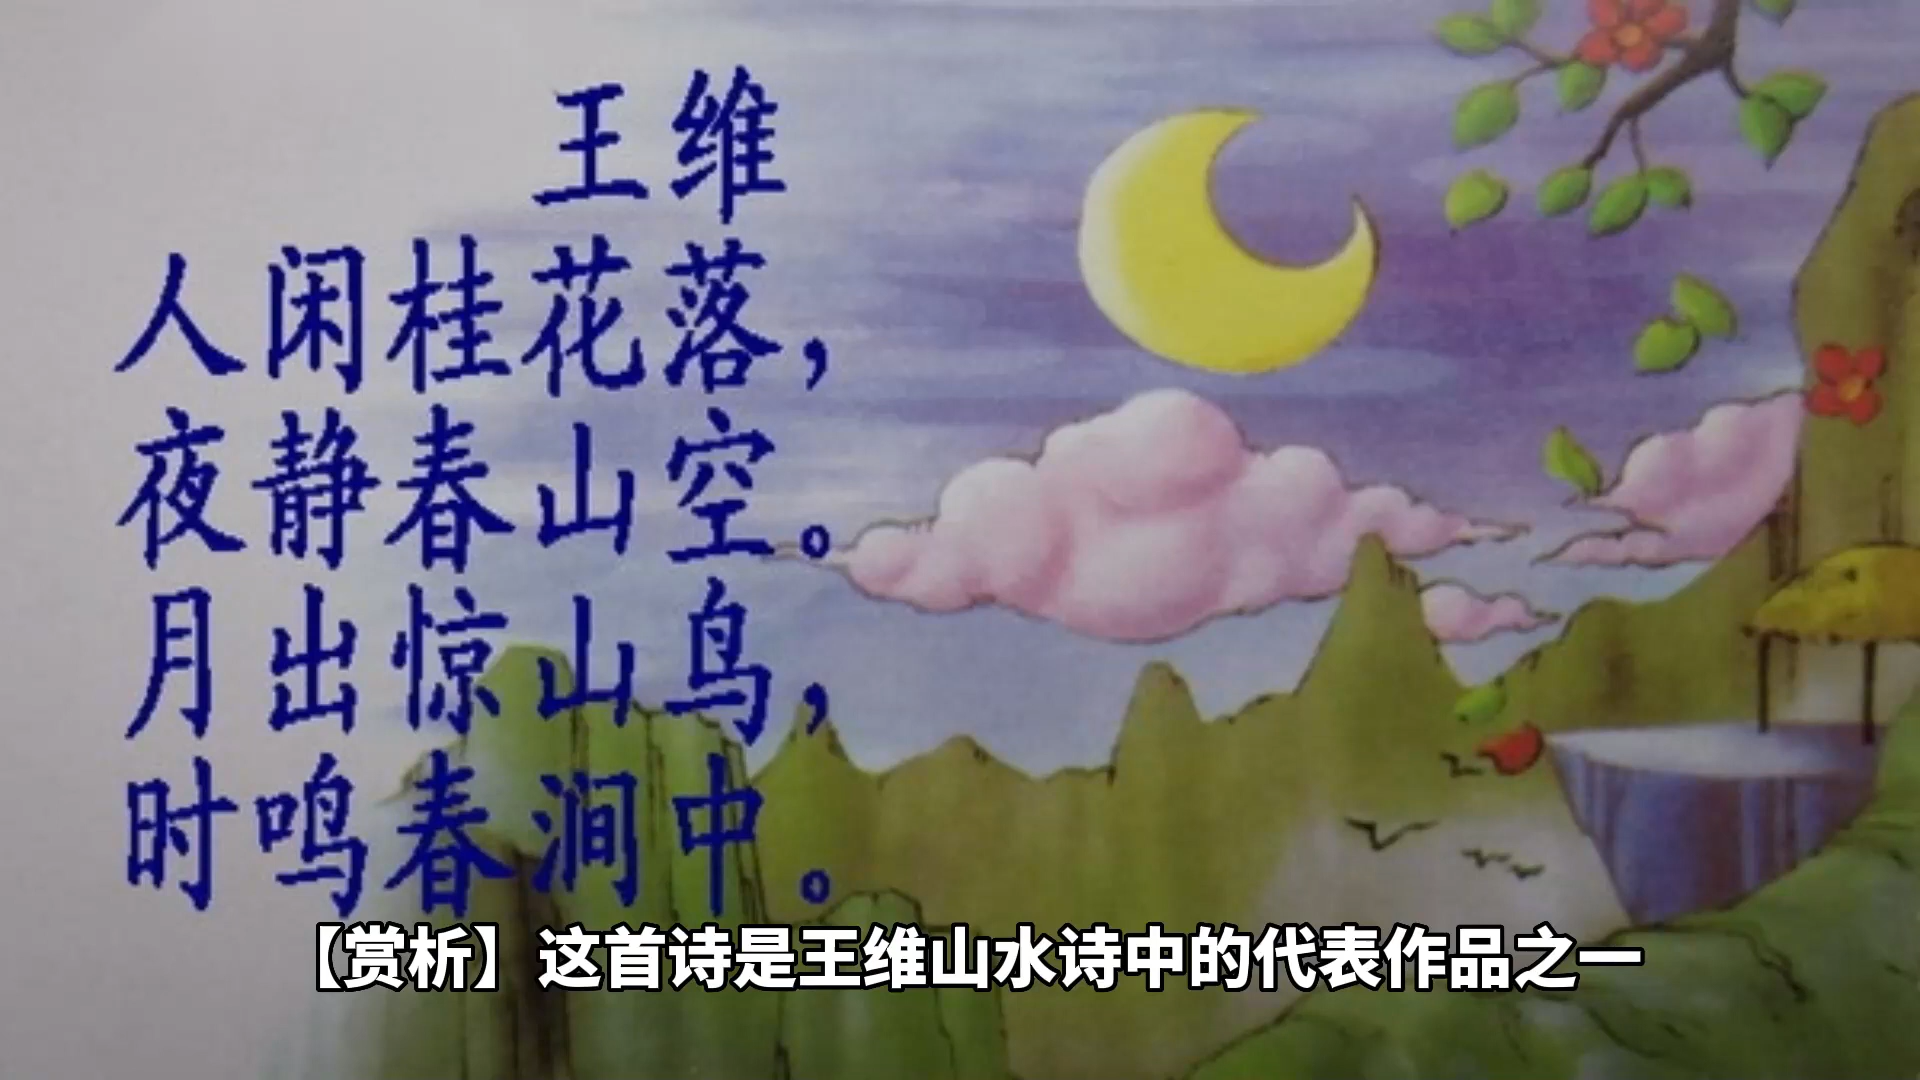 王维
人闲桂花落，
夜静春山空。
月出惊山鸟，
时鸣春涧中。
【赏析】这首诗是王维山水诗中的代表作品之一